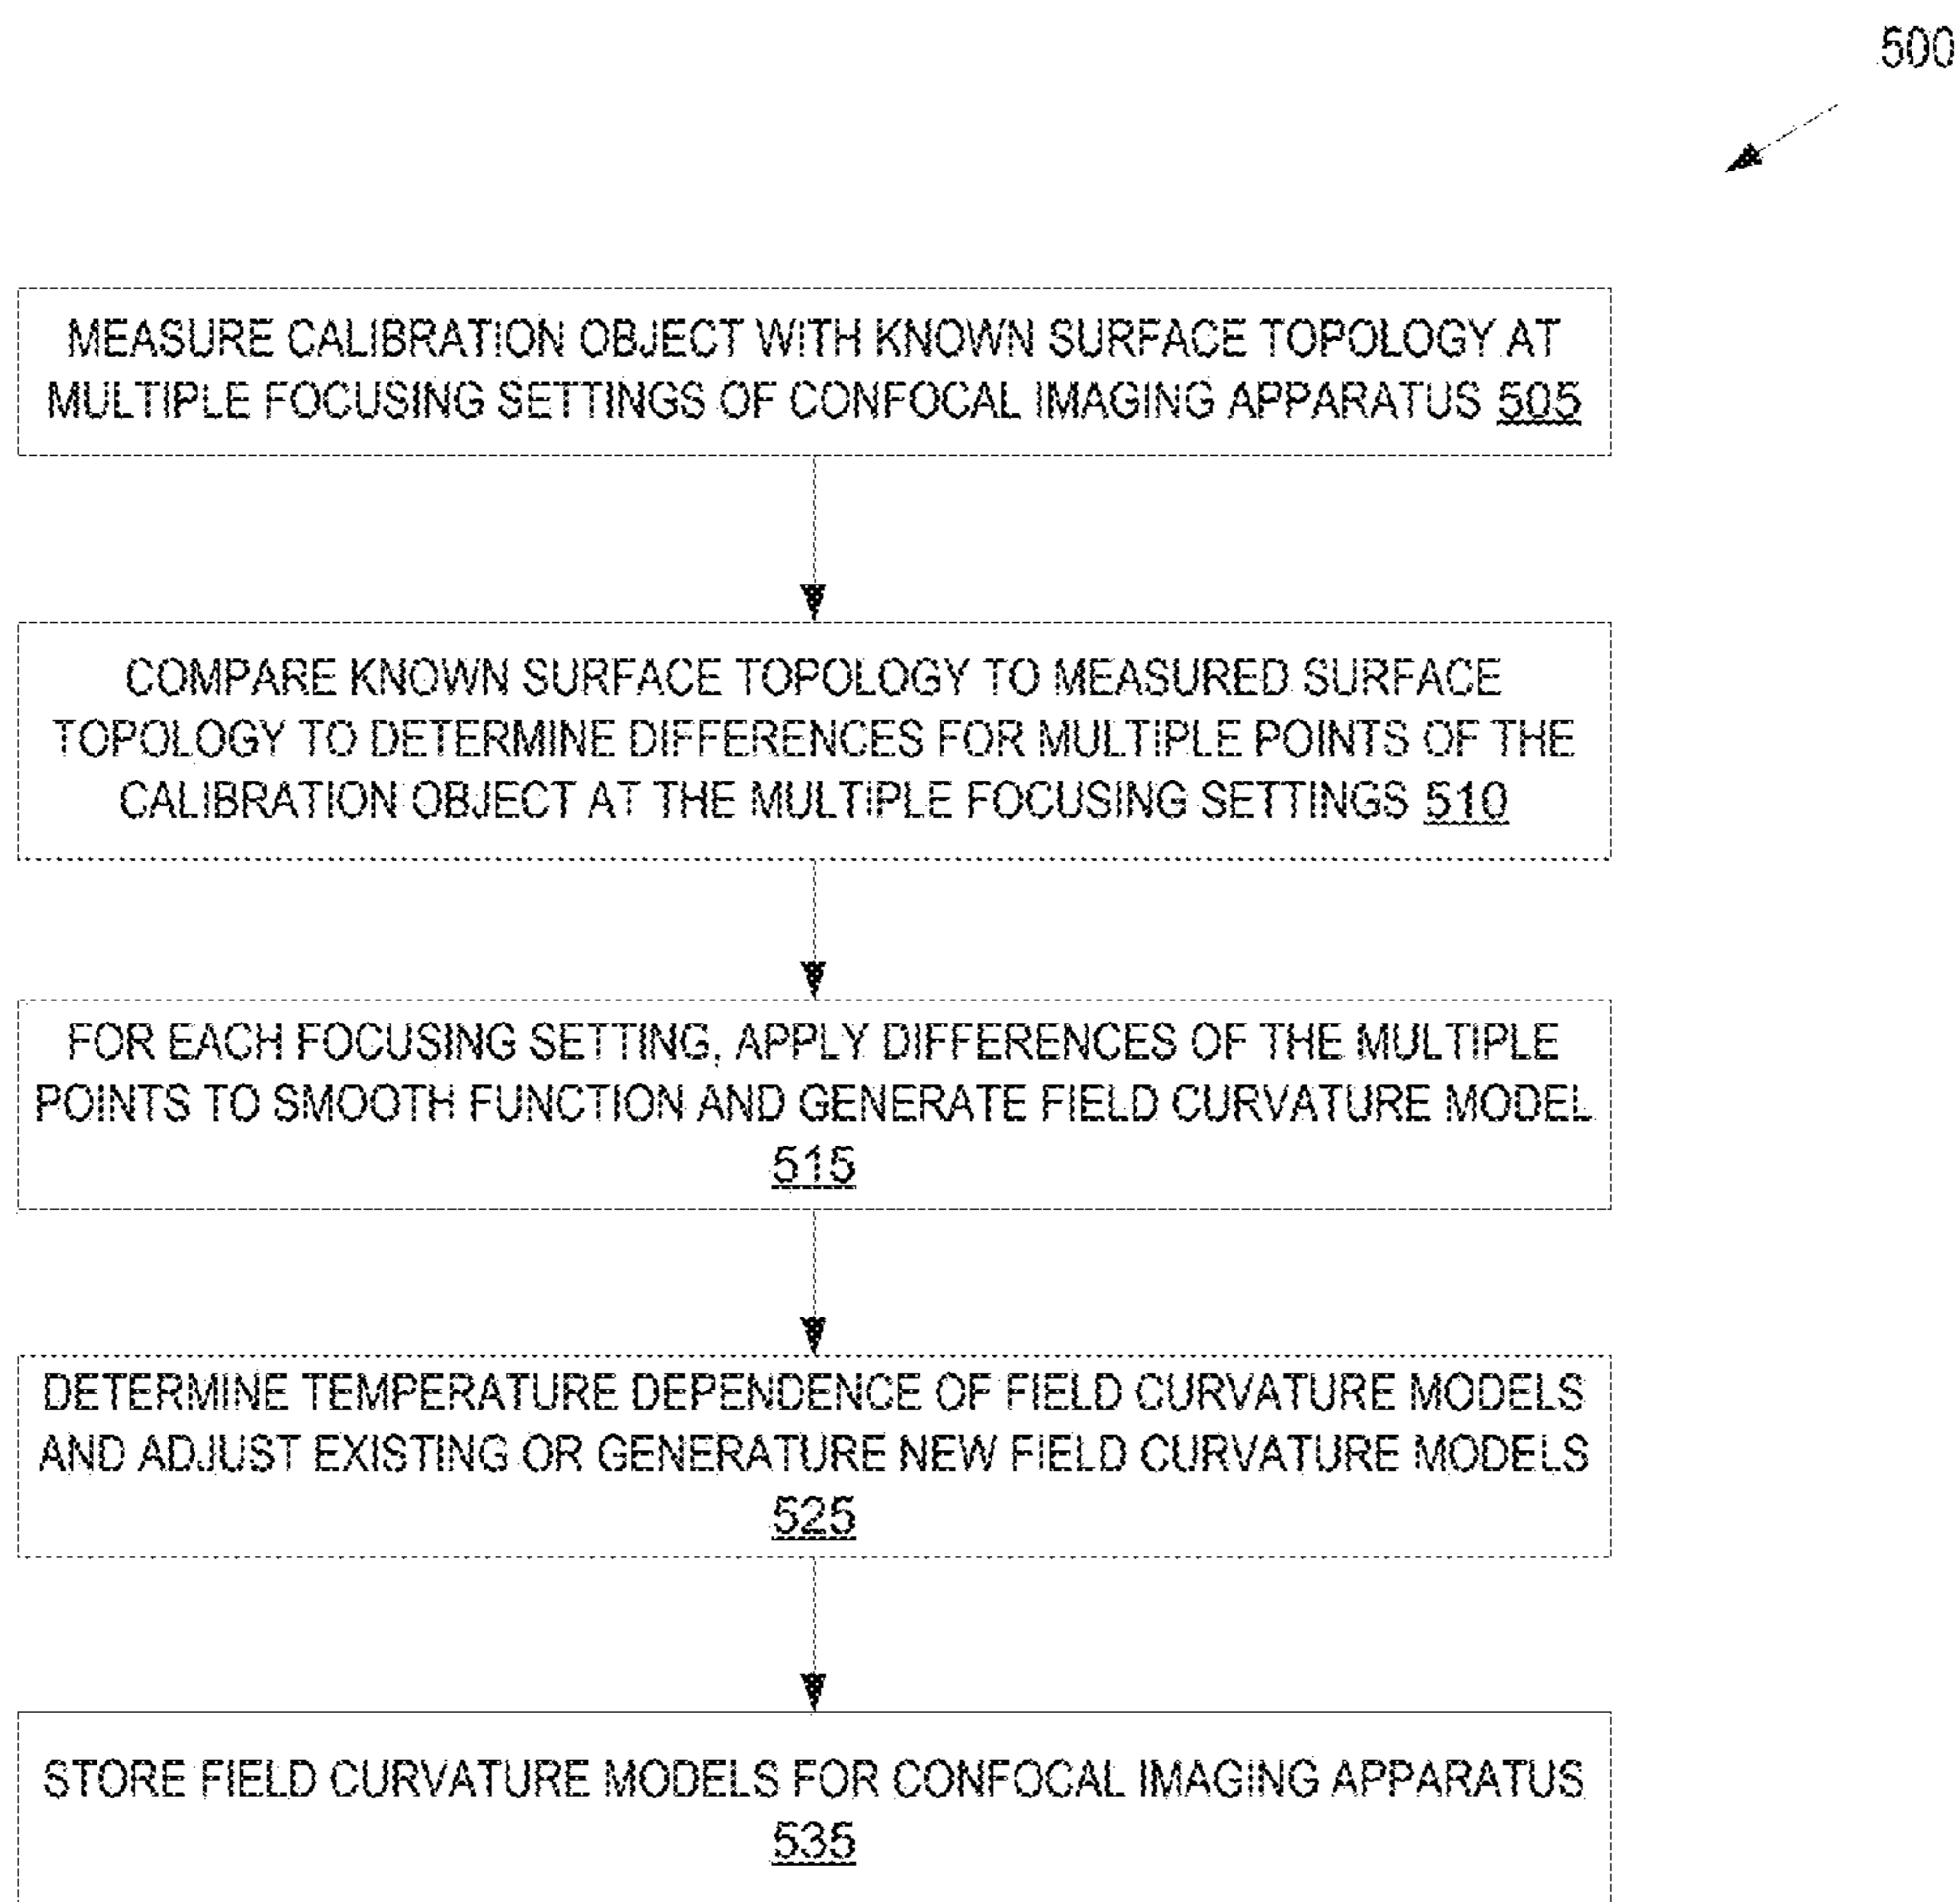 500
MEASURE CALIBRATION OBJECT WITH KNOWN SURFACE TOPOLOGY AT
MULTIPLE FOCUSING SETTINGS OF CONFOCAL IMAGING APPARATUS 505
COMPARE KNOWN SURFACE TOPOLOGY TO MEASURED SURFACE
TOPOLOGY TO DETERMINE DIFFERENCES FOR MULTIPLE POINTS OF THE
CALIBRATION OBJECT AT THE MULTIPLE FOCUSING SETTINGS 510
FOR EACH FOCUSING SETTING, APPLY DIFFERENCES OF THE MULTIPLE
POINTS TO SMOOTH FUNCTION AND GENERATE FIELD CURVATURE MODEL
515
DETERMINE TEMPERATURE DEPENDENCE OF FIELD CURVATURE MODELS
AND ADJUST EXISTING OR GENERATURE NEW FIELD CURVATURE MODELS
525
STORE FIELD CURVATURE MODELS FOR CONFOCAL IMAGING APPARATUS
535